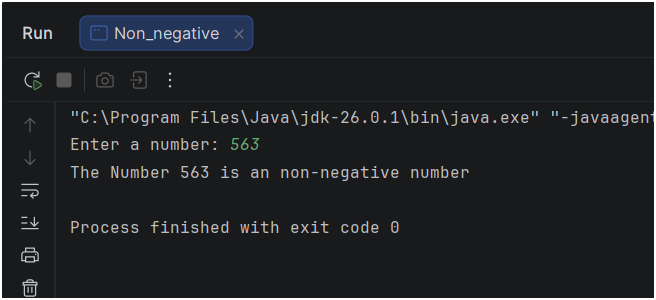 Run Non_negative
"C:\Program Files\Java\jdk-26.0.1\bin\java.exe" "-javaagent
Enter a number: 563
The Number 563 is an non-negative number
Process finished with exit code 0